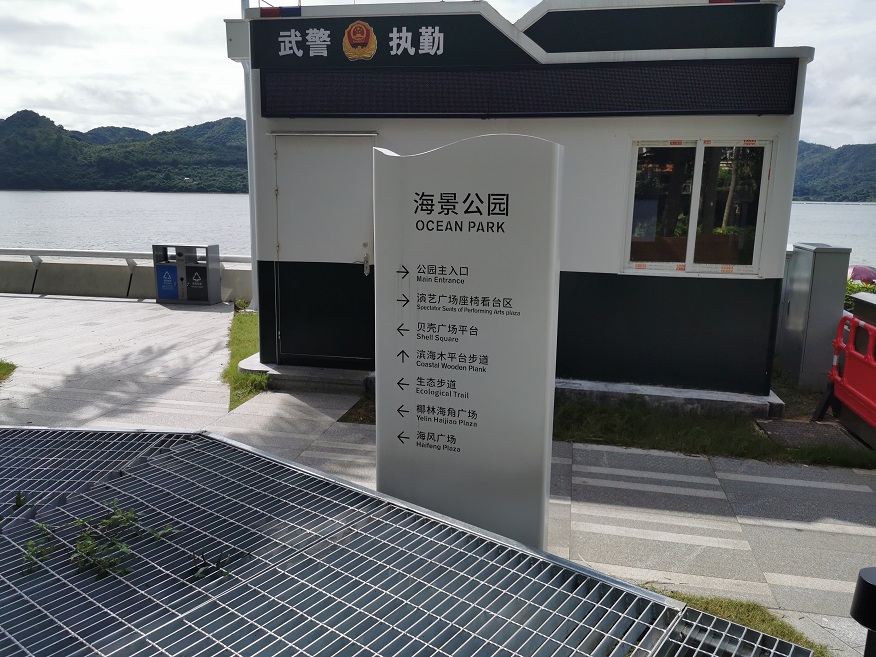 武警 执勤
海景公园
OCEAN PARK
→ 公园主入口
Main Entrance
→ 演艺广场座椅看台区
Spectator Seats of Performing Arts plaza
← 贝壳广场平台
Shell Square
↑ 滨海木平台步道
Coastal Wooden Plank
← 生态步道
Ecological Trail
← 椰林海角广场
Yelin Haijiao Plaza
← 海风广场
Haifeng Plaza